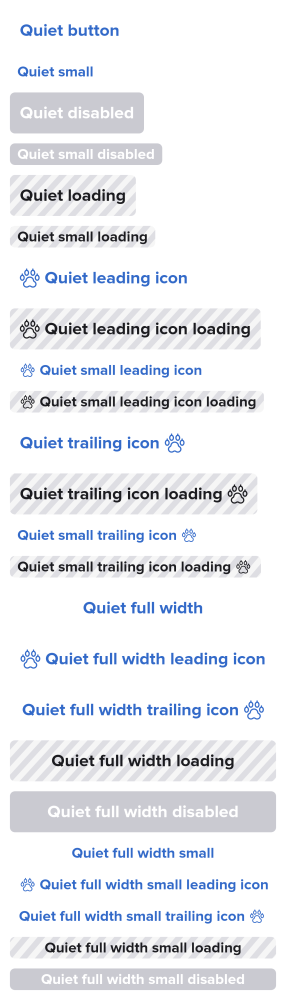 Quiet button
Quiet small
Quiet disabled
Quiet small disabled
Quiet loading
Quiet small loading
Quiet leading icon
Quiet leading icon loading
Quiet small leading icon
Quiet small leading icon loading
Quiet trailing icon
Quiet trailing icon loading
Quiet small trailing icon
Quiet small trailing icon loading
Quiet full width
Quiet full width leading icon
Quiet full width trailing icon
Quiet full width loading
Quiet full width disabled
Quiet full width small
Quiet full width small leading icon
Quiet full width small trailing icon
Quiet full width small loading
Quiet full width small disabled